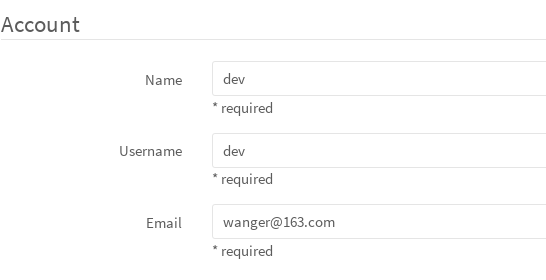 Account
Name
dev
* required
Username
dev
* required
Email
wanger@163.com
* required